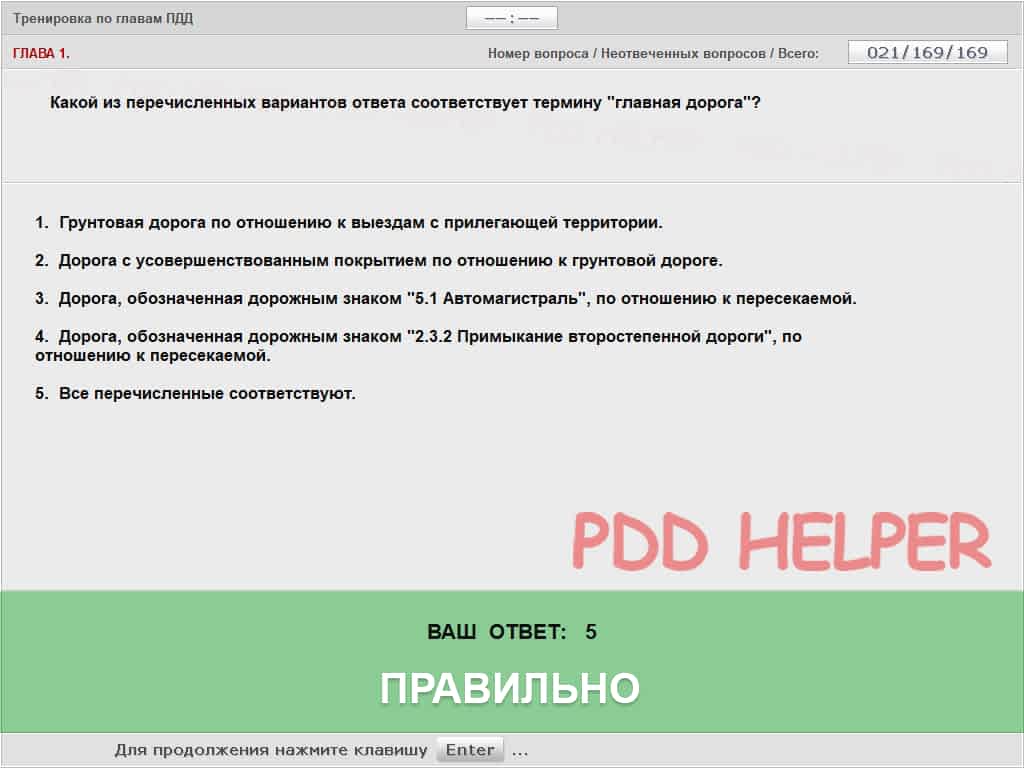 Тренировка по главам ПДД
——:——
ГЛАВА 1.
Номер вопроса / Неотвеченных вопросов / Всего:
021/169/169
Какой из перечисленных вариантов ответа соответствует термину "главная дорога"?
1. Грунтовая дорога по отношению к выездам с прилегающей территории.
2. Дорога с усовершенствованным покрытием по отношению к грунтовой дороге.
3. Дорога, обозначенная дорожным знаком "5.1 Автомагистраль", по отношению к пересекаемой.
4. Дорога, обозначенная дорожным знаком "2.3.2 Примыкание второстепенной дороги", по
отношению к пересекаемой.
5. Все перечисленные соответствуют.
PDD HELPER
ВАШ ОТВЕТ: 5
ПРАВИЛЬНО
Для продолжения нажмите клавишу Enter ...